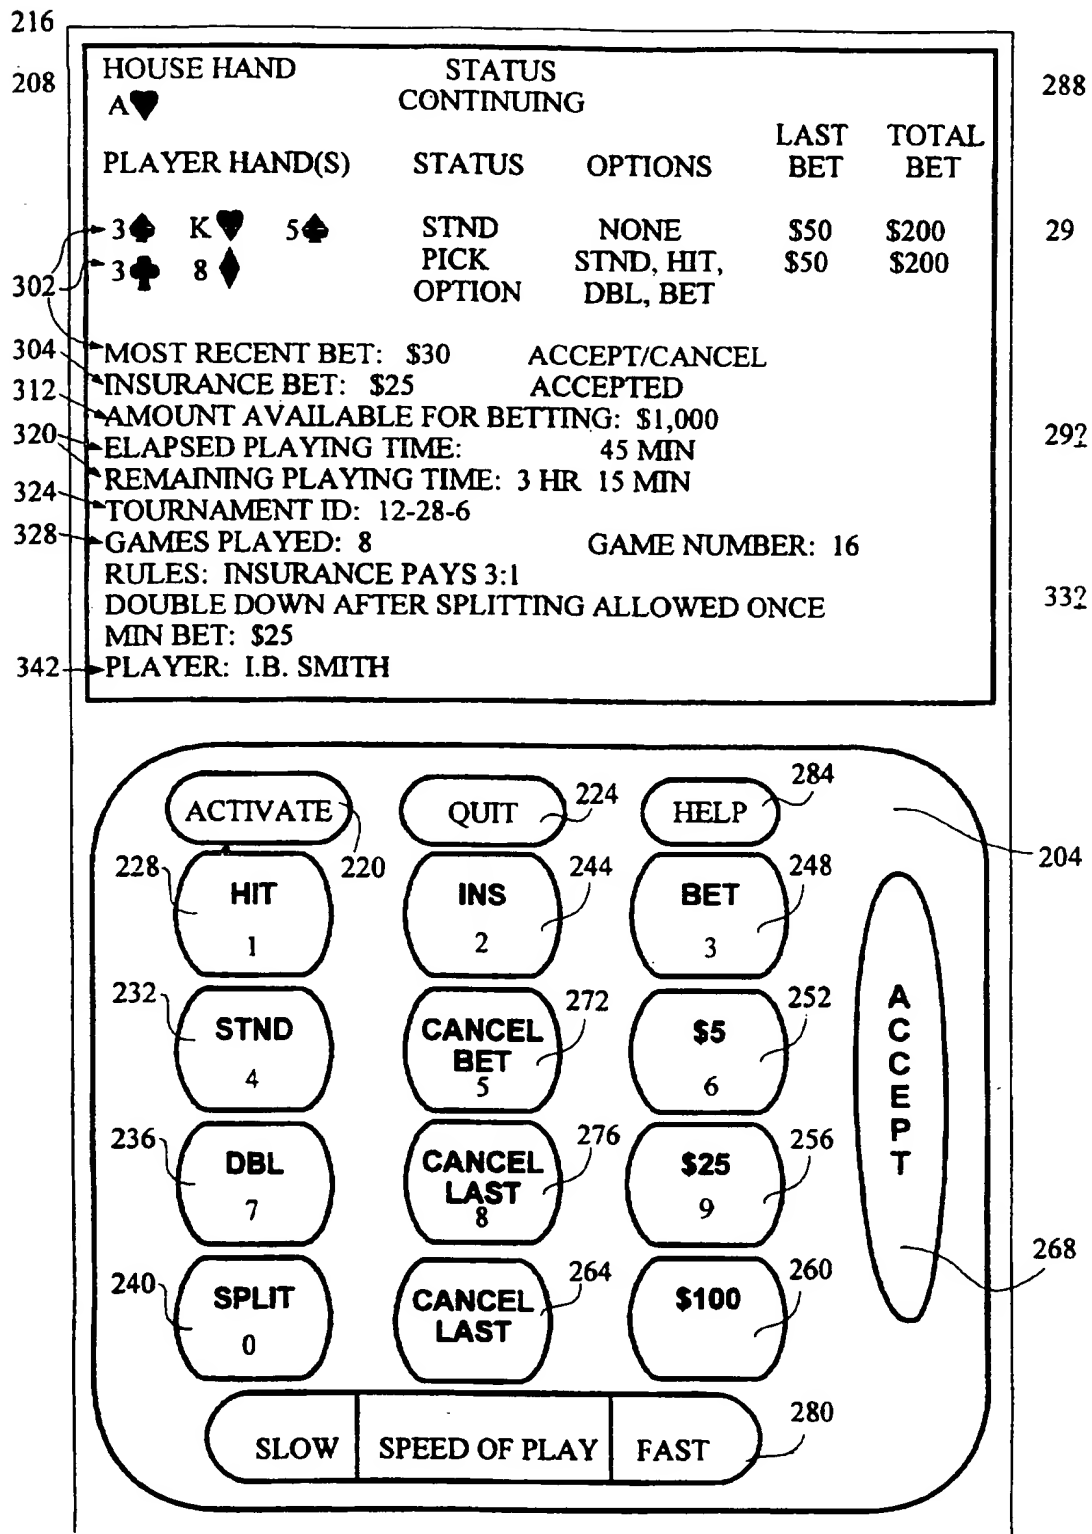 216
HOUSE HAND STATUS
208 A♥ CONTINUING 288
LAST TOTAL
PLAYER HAND(S) STATUS OPTIONS BET BET
3♠ K♥ 5♠ STND NONE $50 $200 29
3♣ 8♦ PICK STND, HIT, $50 $200
302 OPTION DBL, BET
304 MOST RECENT BET: $30 ACCEPT/CANCEL
312 INSURANCE BET: $25 ACCEPTED
AMOUNT AVAILABLE FOR BETTING: $1,000
320 ELAPSED PLAYING TIME: 45 MIN 292
REMAINING PLAYING TIME: 3 HR 15 MIN
324 TOURNAMENT ID: 12-28-6
328 GAMES PLAYED: 8 GAME NUMBER: 16
RULES: INSURANCE PAYS 3:1
DOUBLE DOWN AFTER SPLITTING ALLOWED ONCE 332
MIN BET: $25
342 PLAYER: I.B. SMITH
ACTIVATE QUIT 224 HELP 284
220
204
228 HIT INS 244 BET 248
1 2 3
232 STND CANCEL 272 $5 252
BET
4 5 6
236 DBL CANCEL 276 $25 256
LAST
7 8 9
240 SPLIT CANCEL 264 $100 260
LAST
0
ACCEPT
268
SLOW SPEED OF PLAY FAST 280